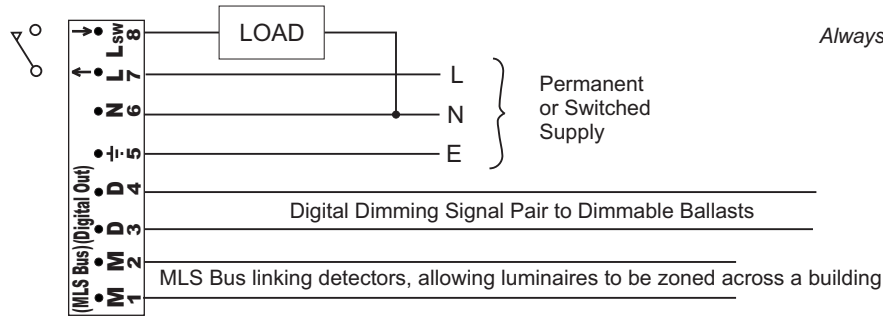 Lsw 8
LOAD
Always
L 7
L
N 6
N
Permanent
or Switched
Supply
5
E
D 4
Digital Dimming Signal Pair to Dimmable Ballasts
D 3
(Digital Out)
M 2
MLS Bus linking detectors, allowing luminaires to be zoned across a building
M 1
(MLS Bus)